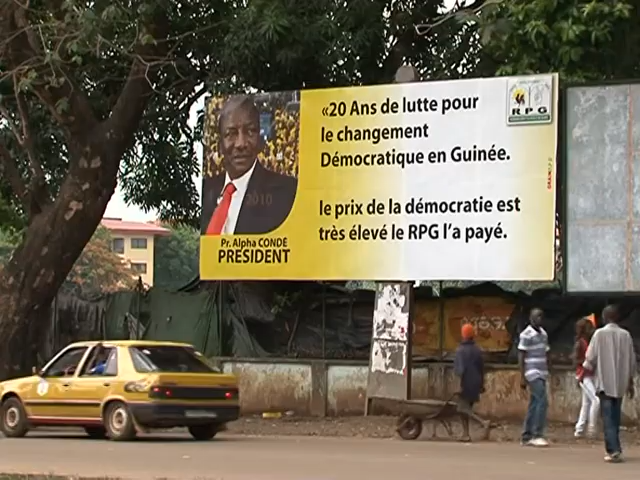 «20 Ans de lutte pour
le changement
Démocratique en Guinée.
le prix de la démocratie est
très élevé le RPG l'a payé.
RPG
2010
Pr. Alpha CONDE
PRÉSIDENT